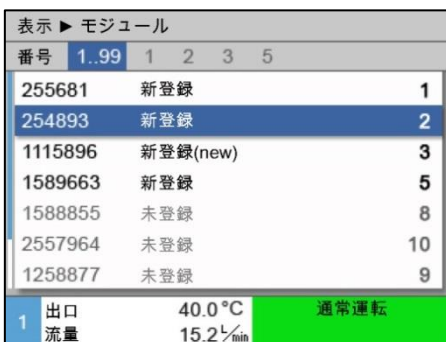 表示 ▶ モジュール
番号 1..99 1 2 3 5
255681 新登録 1
254893 新登録 2
1115896 新登録(new) 3
1589663 新登録 5
1588855 未登録 8
2557964 未登録 10
1258877 未登録 9
1 出口 40.0 °C 通常運転
流量 15.2 L/min